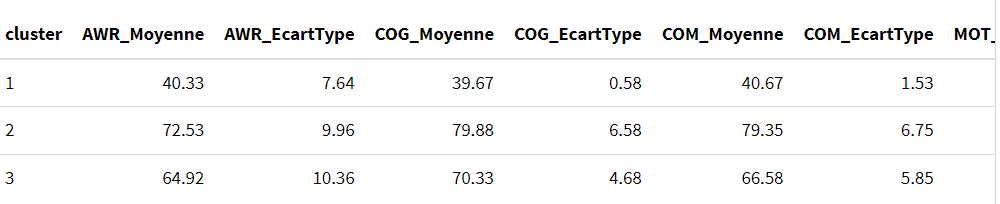 cluster AWR_Moyenne AWR_EcartType COG_Moyenne COG_EcartType COM_Moyenne COM_EcartType MOT_
1 40.33 7.64 39.67 0.58 40.67 1.53
2 72.53 9.96 79.88 6.58 79.35 6.75
3 64.92 10.36 70.33 4.68 66.58 5.85